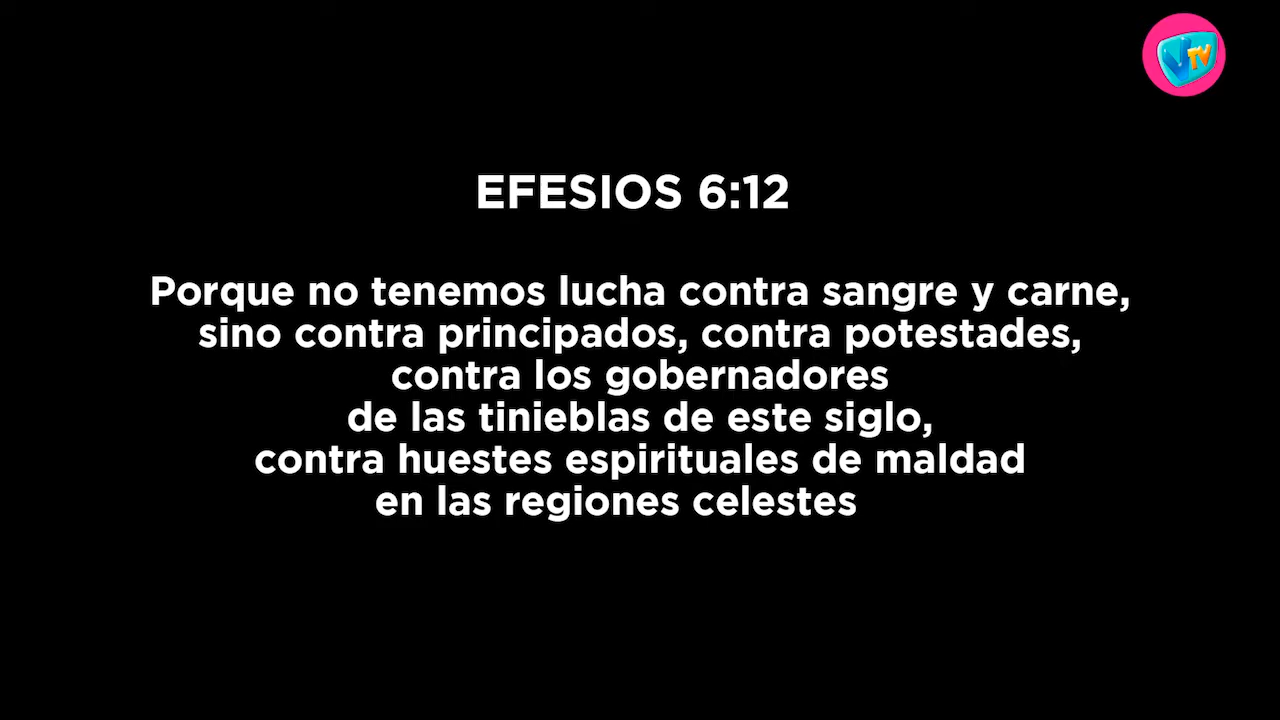 VTV
EFESIOS 6:12
Porque no tenemos lucha contra sangre y carne,
sino contra principados, contra potestades,
contra los gobernadores
de las tinieblas de este siglo,
contra huestes espirituales de maldad
en las regiones celestes